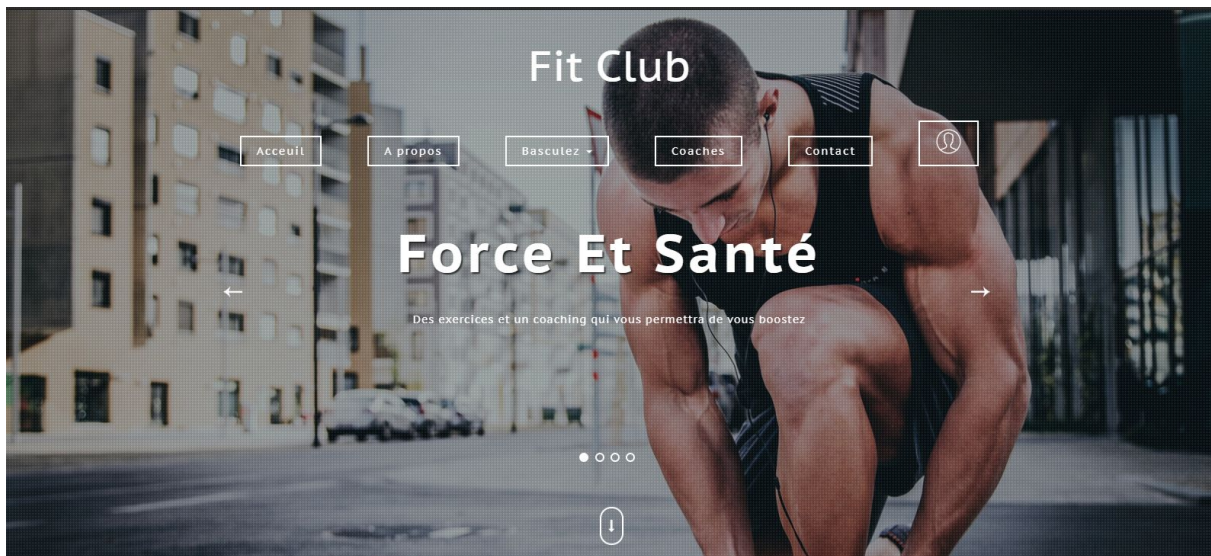 Fit Club
Acceuil A propos Basculez Coaches Contact
Force Et Santé
Des exercices et un coaching qui vous permettra de vous boostez